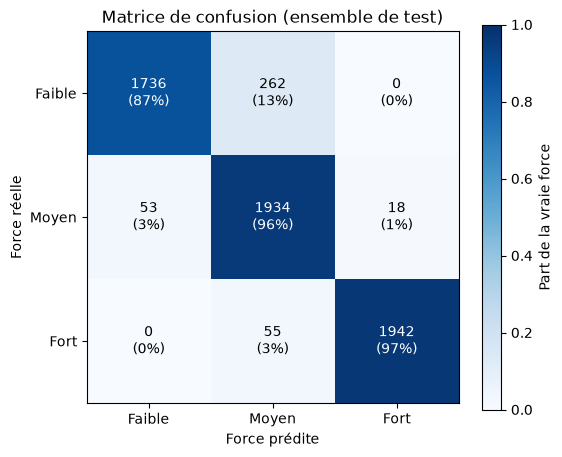 Matrice de confusion (ensemble de test)
Force réelle
Faible
1736
(87%)
262
(13%)
0
(0%)
Moyen
53
(3%)
1934
(96%)
18
(1%)
Fort
0
(0%)
55
(3%)
1942
(97%)
Faible
Moyen
Fort
Force prédite
1.0
0.8
0.6
0.4
0.2
0.0
Part de la vraie force